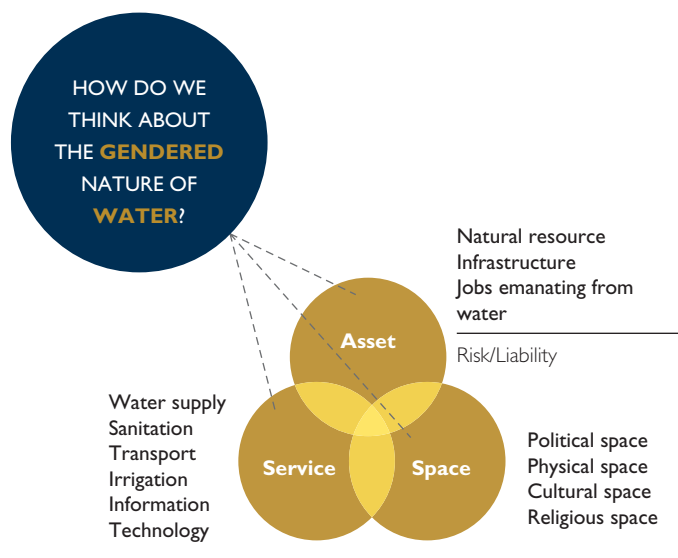 HOW DO WE
THINK ABOUT
THE GENDERED
NATURE OF
WATER?
Natural resource
Infrastructure
Jobs emanating from
water
Risk/Liability
Asset
Water supply
Sanitation
Transport
Irrigation
Information
Technology
Service
Space
Political space
Physical space
Cultural space
Religious space